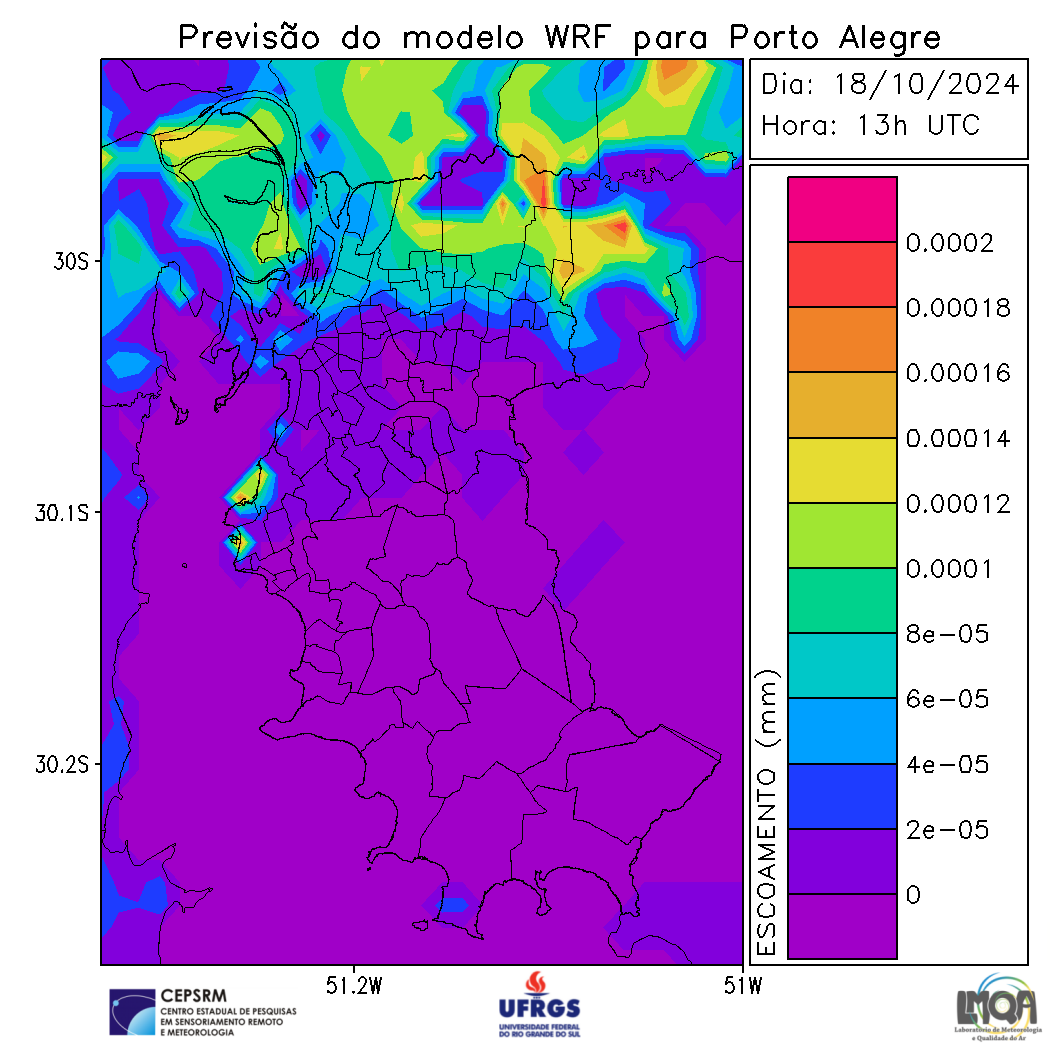 Previsão do modelo WRF para Porto Alegre
Dia: 18/10/2024
Hora: 13h UTC
30S
30.1S
30.2S
51.2W
51W
0.0002
0.00018
0.00016
0.00014
0.00012
0.0001
8e-05
6e-05
4e-05
2e-05
0
ESCOAMENTO (mm)
CEPSRM
CENTRO ESTADUAL DE PESQUISAS
EM SENSORIAMENTO REMOTO
E METEOROLOGIA
UFRGS
UNIVERSIDADE FEDERAL
DO RIO GRANDE DO SUL
LMQA
Laboratório de Meteorologia
e Qualidade do Ar